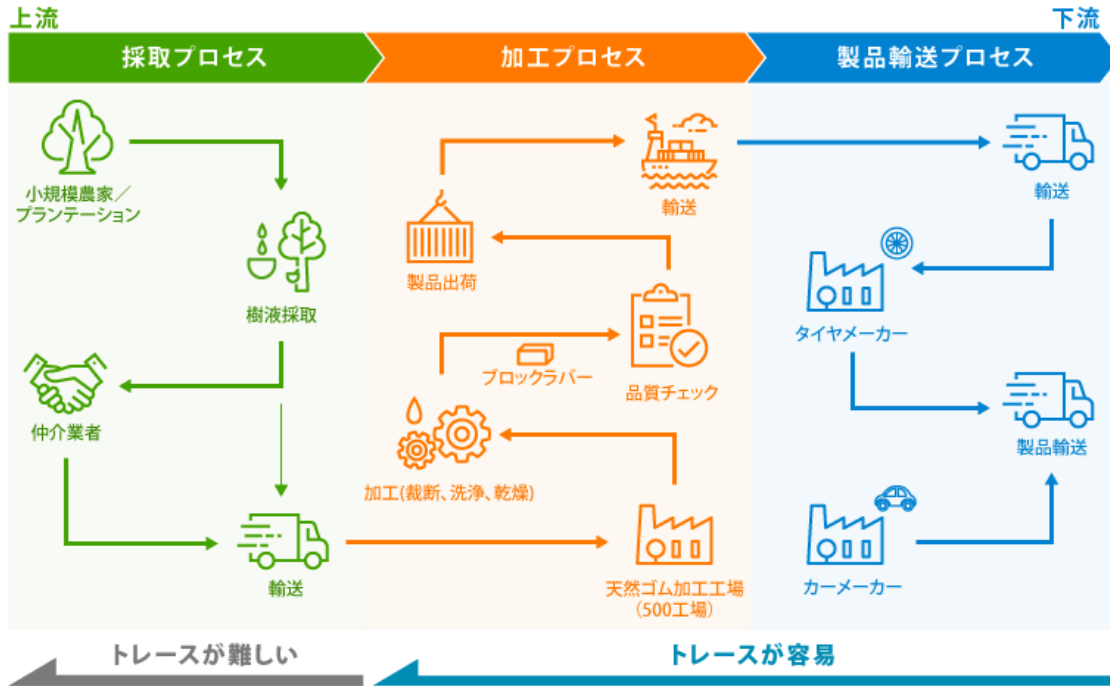 上流
下流
採取プロセス
加工プロセス
製品輸送プロセス
小規模農家／
プランテーション
樹液採取
仲介業者
輸送
輸送
製品出荷
ブロックラバー
品質チェック
加工(裁断、洗浄、乾燥)
天然ゴム加工工場
(500工場)
輸送
タイヤメーカー
製品輸送
カーメーカー
トレースが難しい
トレースが容易